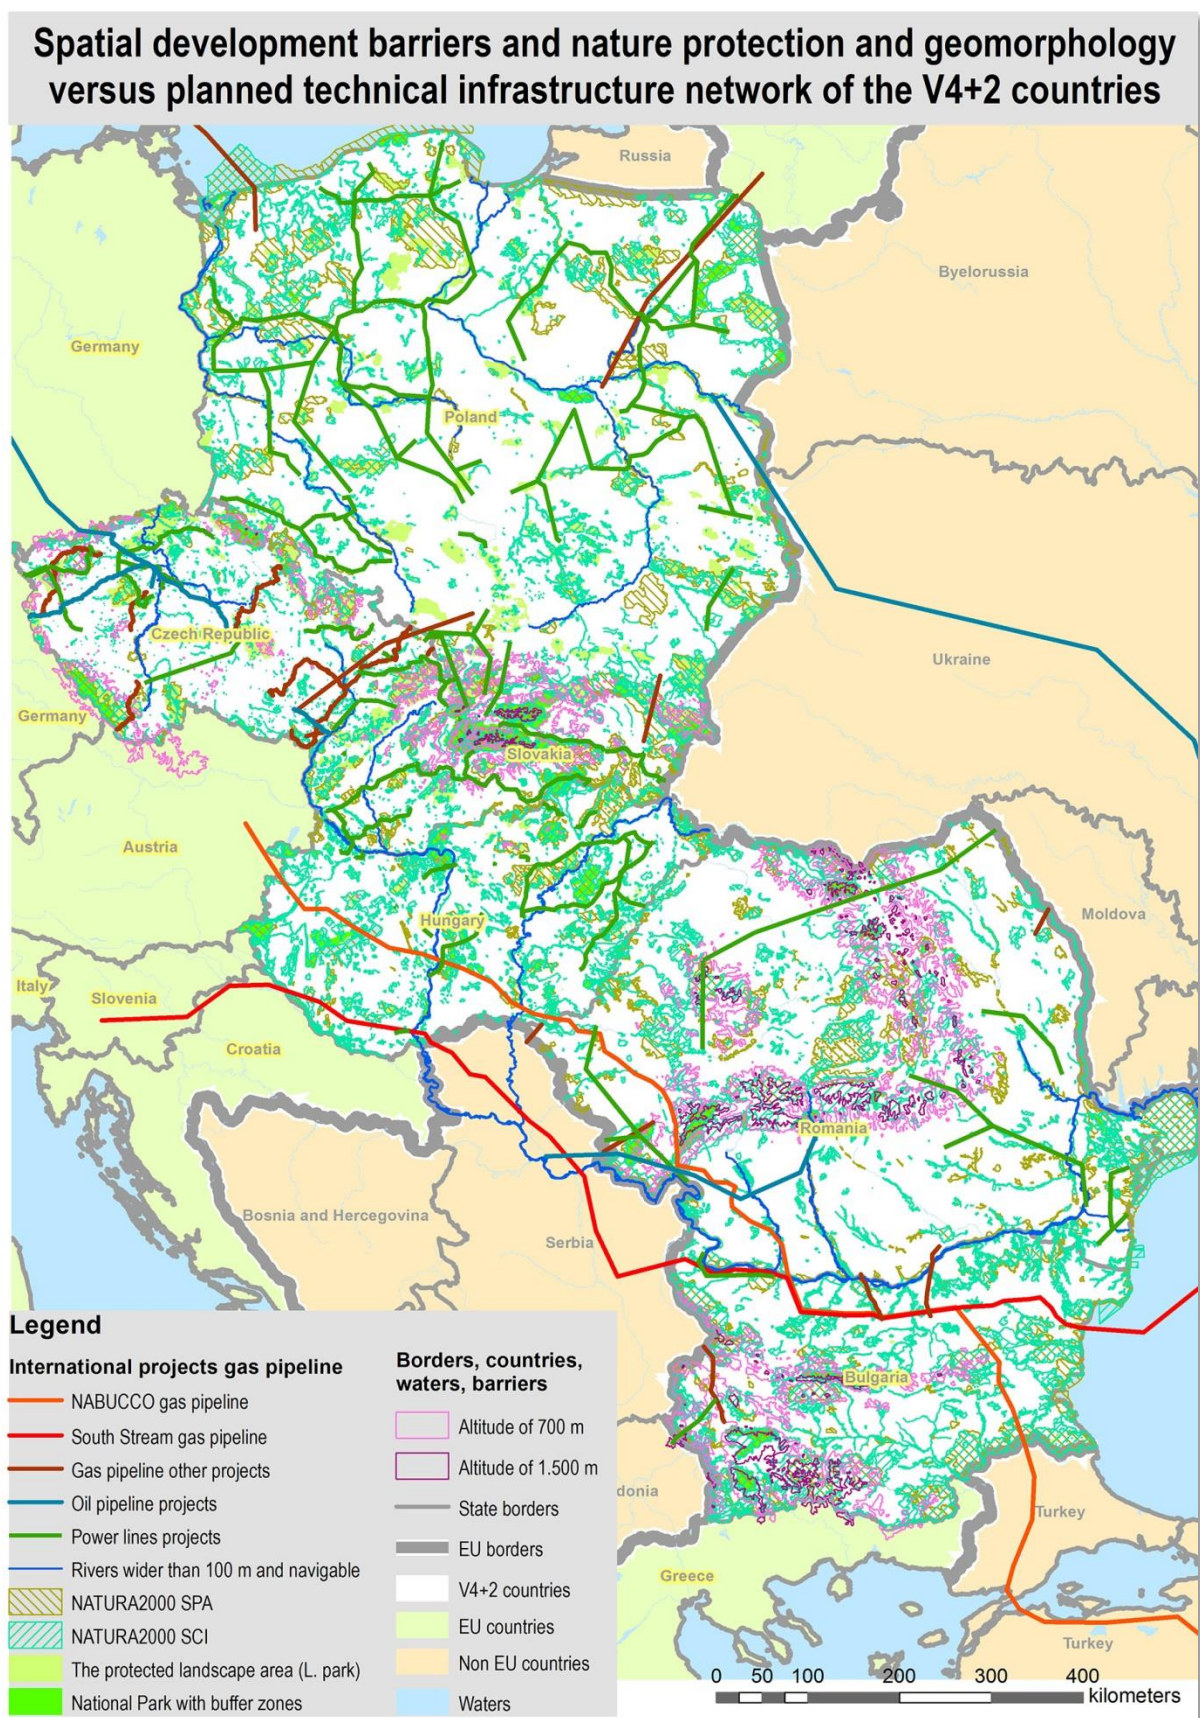 Spatial development barriers and nature protection and geomorphology
versus planned technical infrastructure network of the V4+2 countries
Russia
Byelorussia
Germany
Poland
Czech Republic
Ukraine
Germany
Slovakia
Austria
Hungary
Moldova
Italy
Slovenia
Croatia
Romania
Bosnia and Hercegovina
Serbia
Bulgaria
donia
Turkey
Greece
Turkey
Legend
International projects gas pipeline
NABUCCO gas pipeline
South Stream gas pipeline
Gas pipeline other projects
Oil pipeline projects
Power lines projects
Rivers wider than 100 m and navigable
NATURA2000 SPA
NATURA2000 SCI
The protected landscape area (L. park)
National Park with buffer zones
Borders, countries,
waters, barriers
Altitude of 700 m
Altitude of 1.500 m
State borders
EU borders
V4+2 countries
EU countries
Non EU countries
Waters
0 50 100 200 300 400
kilometers